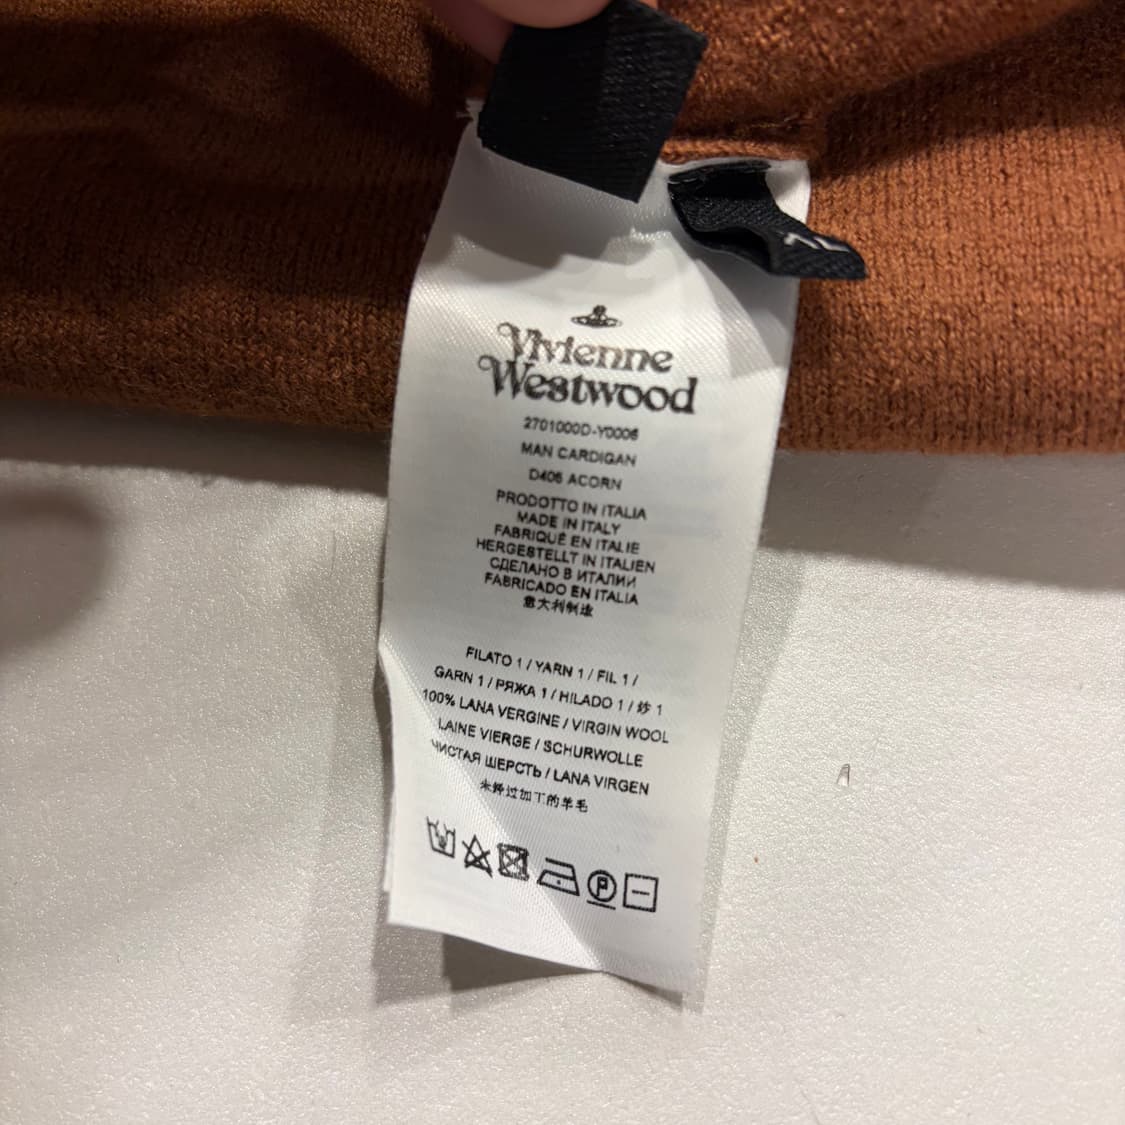 Vivienne
Westwood
2701000D-Y0006
MAN CARDIGAN
D406 ACORN
PRODOTTO IN ITALIA
MADE IN ITALY
FABRIQUÉ EN ITALIE
HERGESTELLT IN ITALIEN
СДЕЛАНО В ИТАЛИИ
FABRICADO EN ITALIA
意大利制造
FILATO 1 / YARN 1 / FIL 1 /
GARN 1 / РЯЖА 1 / HILADO 1 / 纱 1
100% LANA VERGINE / VIRGIN WOOL
LAINE VIERGE / SCHURWOLLE
ЧИСТАЯ ШЕРСТЬ / LANA VIRGEN
未经过加工的羊毛
P